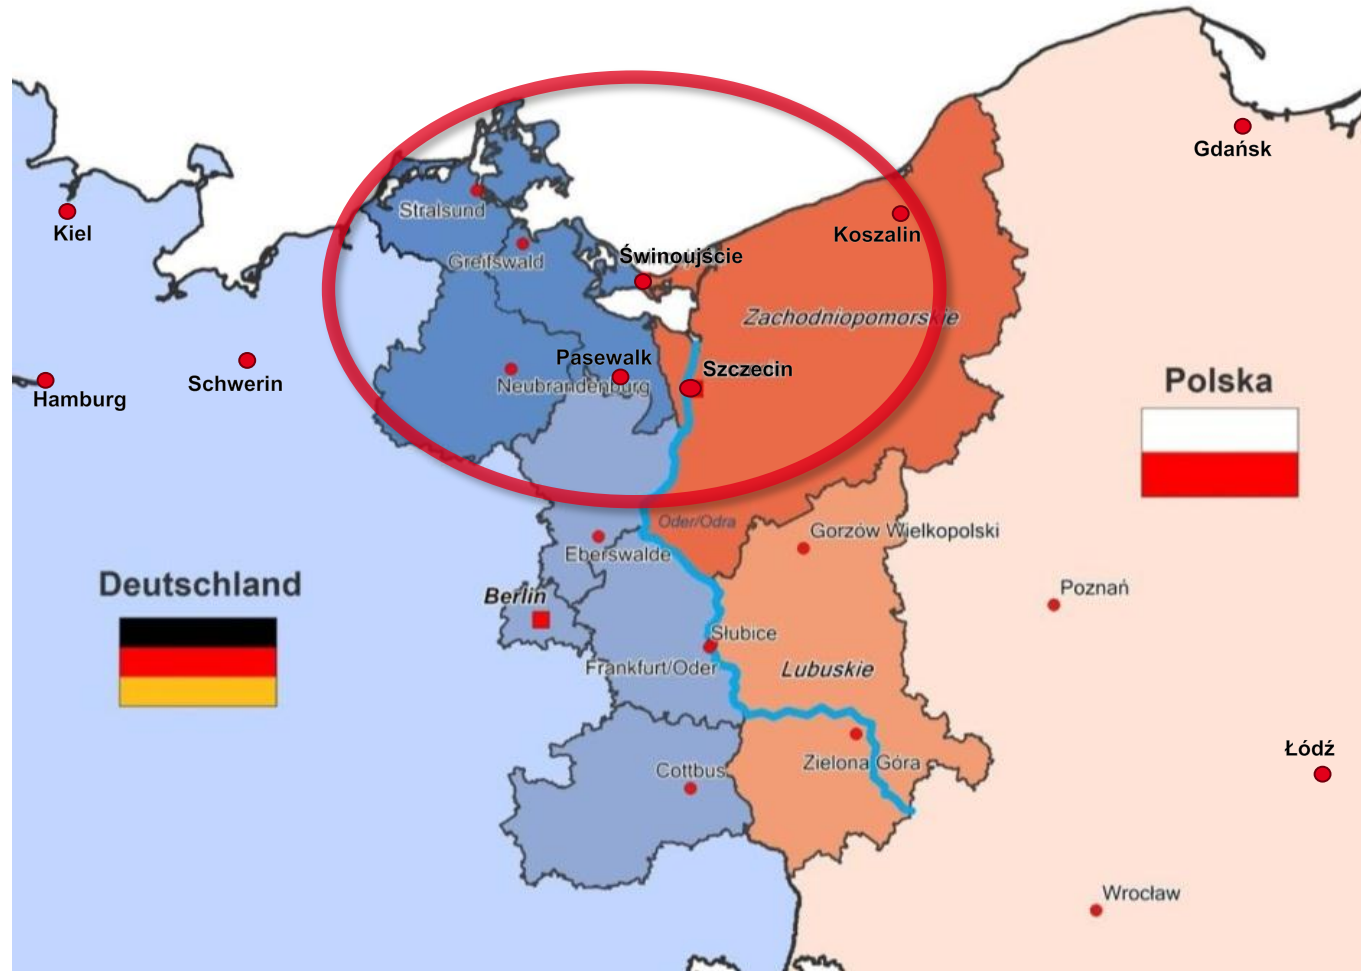 Gdańsk
Stralsund
Kiel
Koszalin
Świnoujście
Greifswald
Zachodniopomorskie
Pasewalk
Szczecin
Schwerin
Neubrandenburg
Hamburg
Polska
Oder/Odra
Gorzów Wielkopolski
Eberswalde
Deutschland
Berlin
Poznań
Słubice
Frankfurt/Oder
Lubuskie
Łódź
Zielona Góra
Cottbus
Wrocław